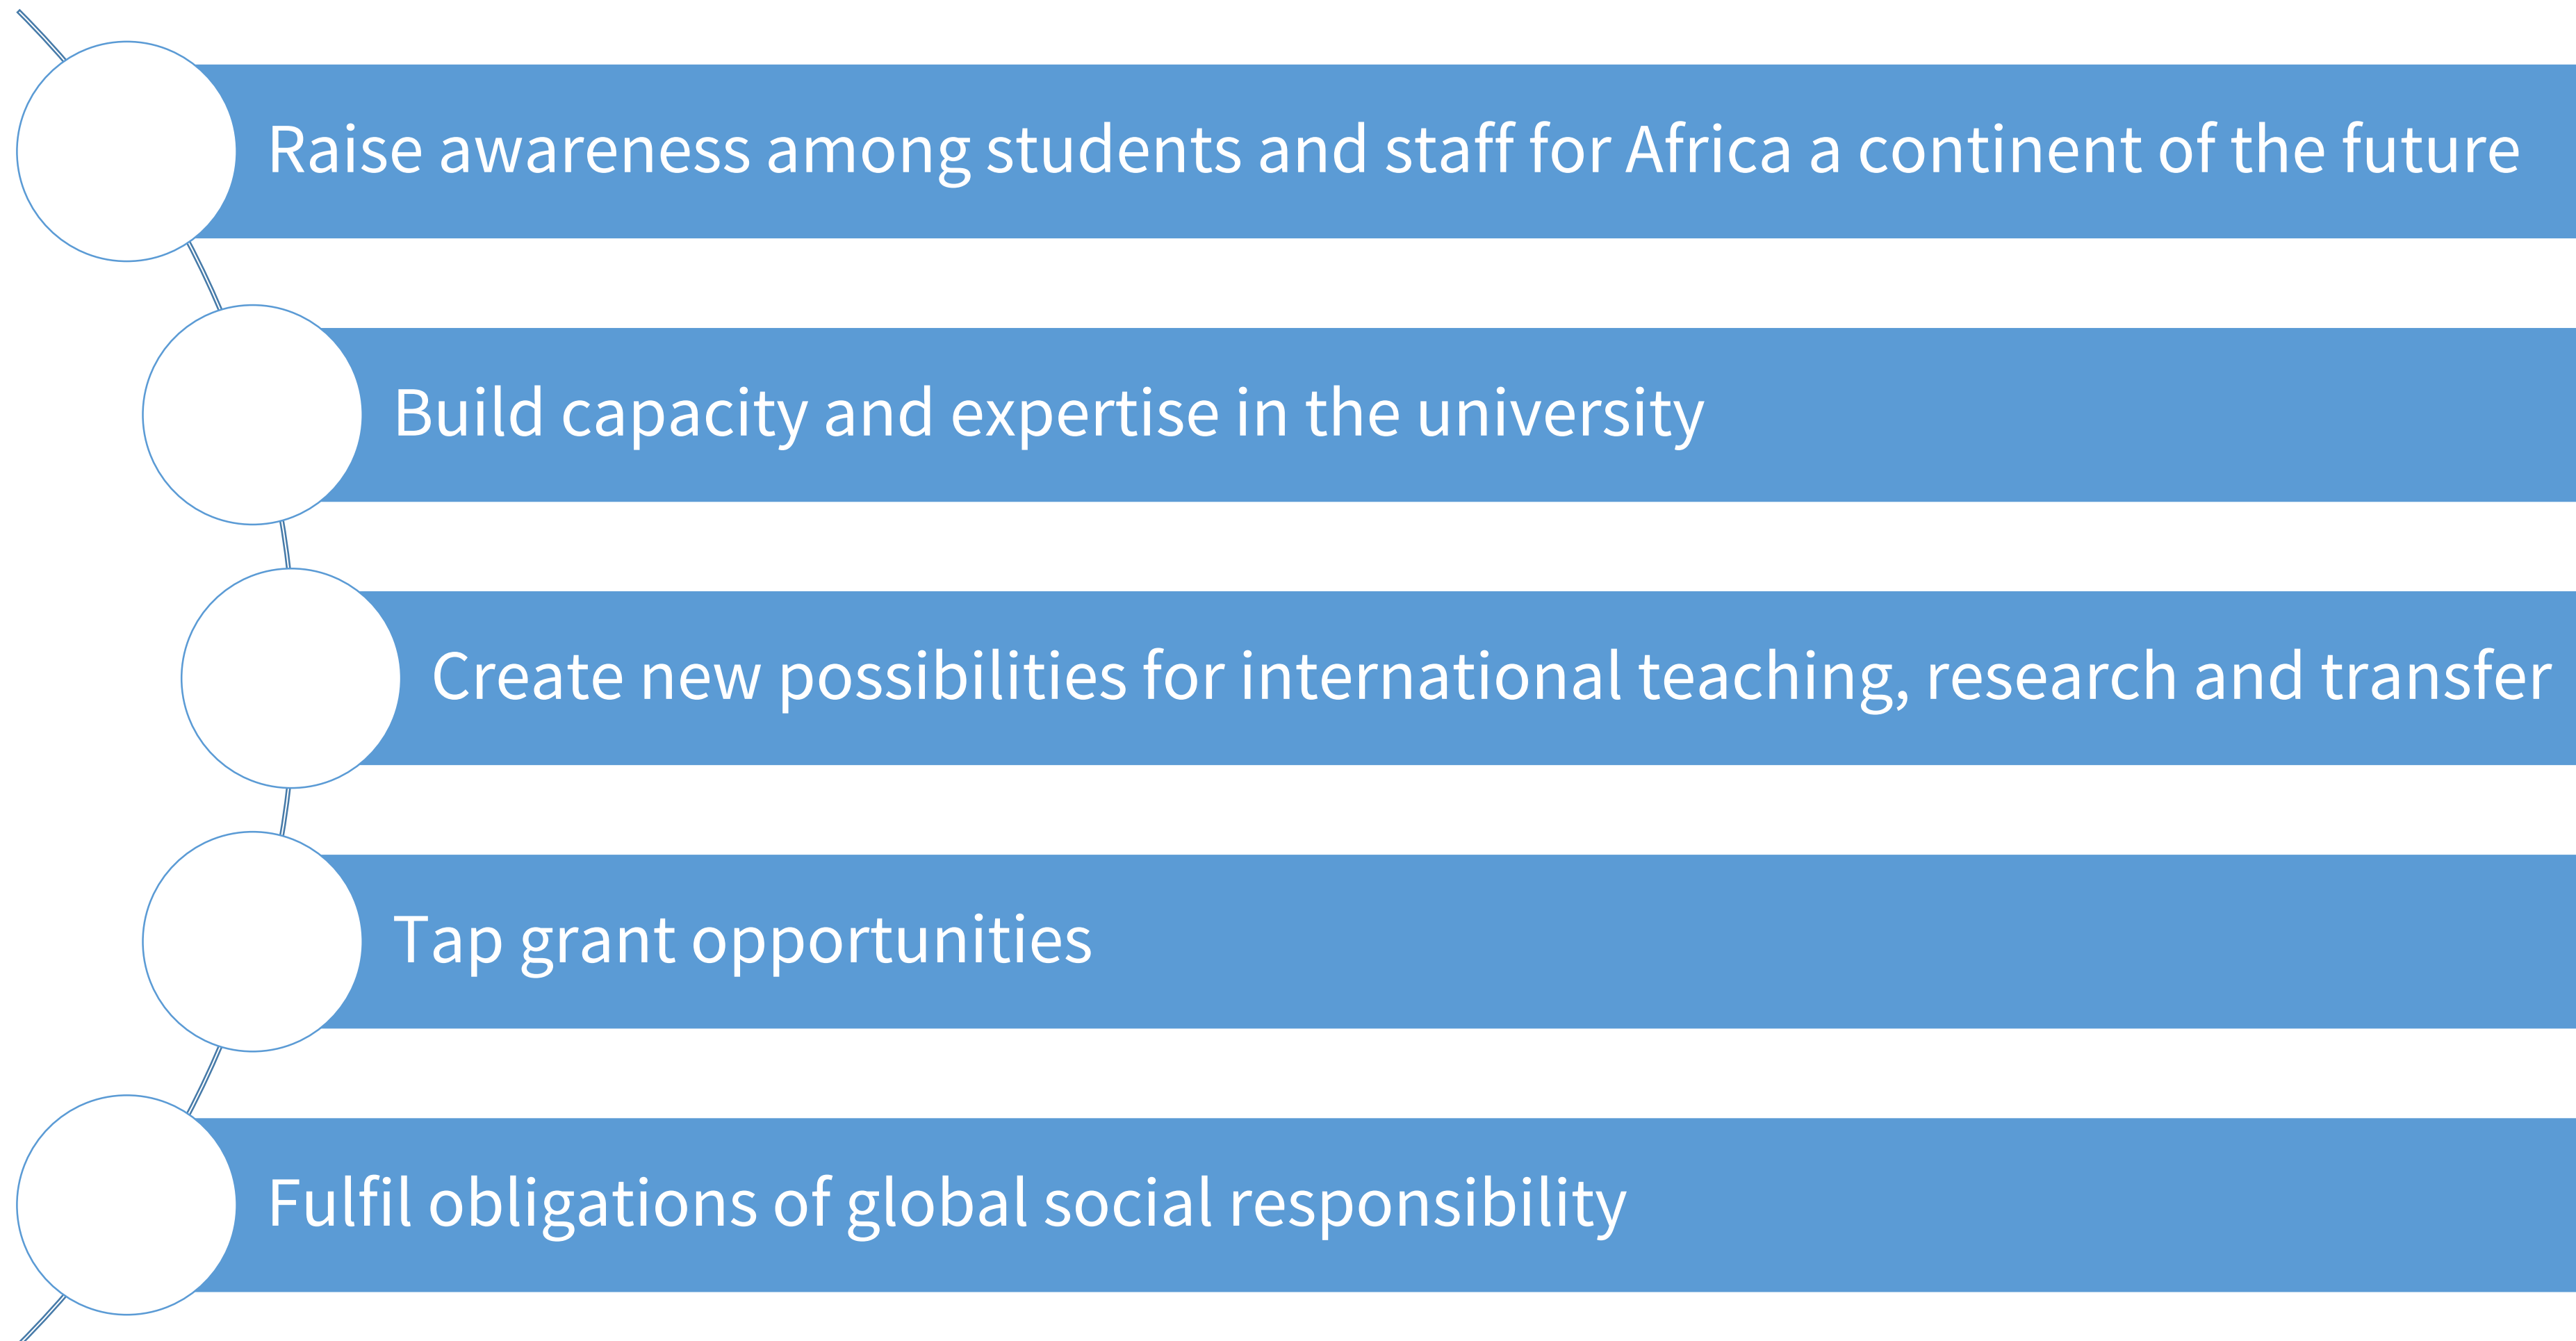 Raise awareness among students and staff for Africa a continent of the future
Build capacity and expertise in the university
Create new possibilities for international teaching, research and transfer
Tap grant opportunities
Fulfil obligations of global social responsibility